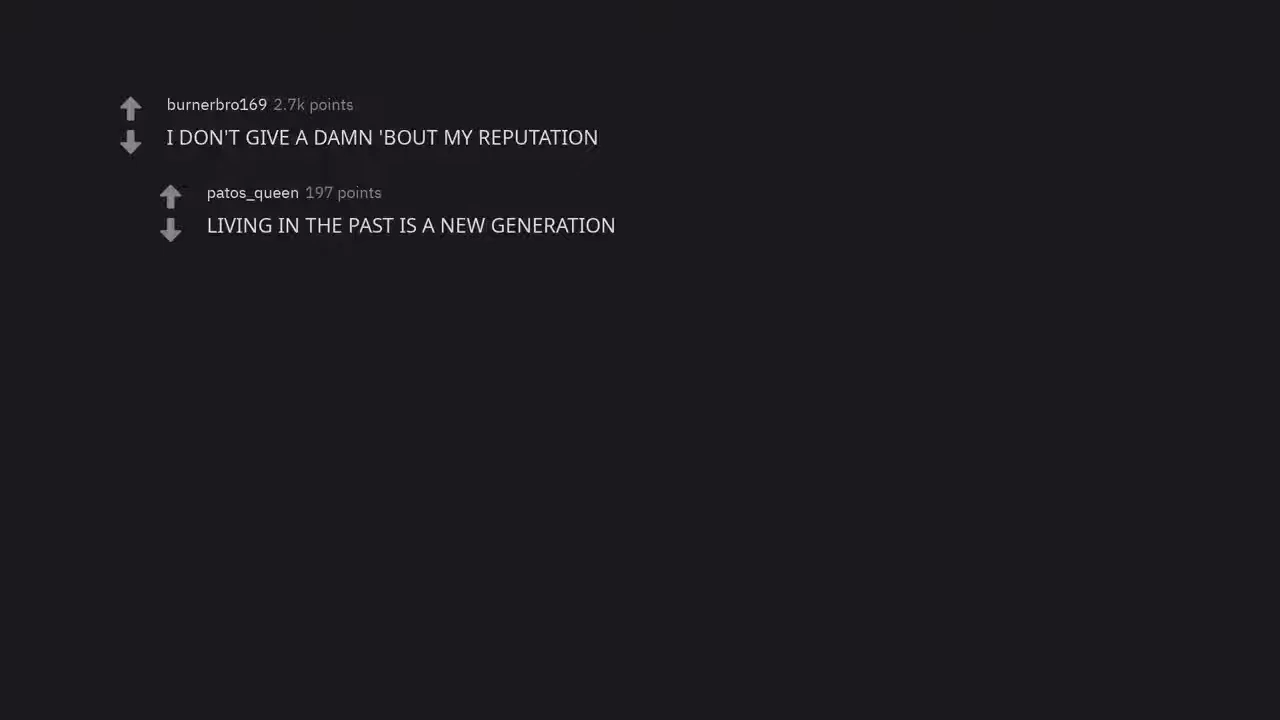 burnerbro169 2.7k points
I DON'T GIVE A DAMN 'BOUT MY REPUTATION
patos_queen 197 points
LIVING IN THE PAST IS A NEW GENERATION